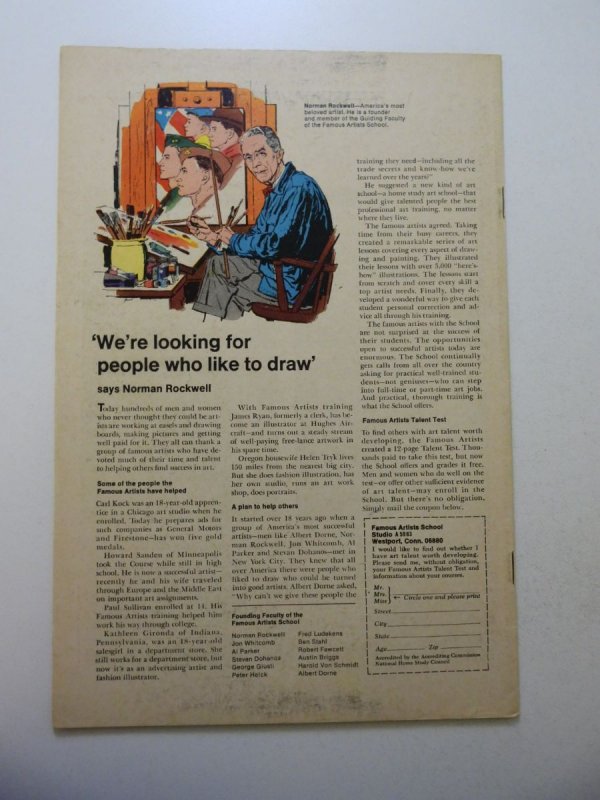 Norman Rockwell—America's most
beloved artist. He is a founder
and member of the Guiding Faculty
of the Famous Artists School.
'We're looking for
people who like to draw'
says Norman Rockwell
Today hundreds of men and women
who never thought they could be art-
ists are working at easels and drawing
boards, making pictures and getting
well paid for it. They all can thank a
group of famous artists who have de-
voted much of their time and talent
to helping others find success in art.
Some of the people the
Famous Artists have helped
Carl Kock was an 18-year-old appren-
tice in a Chicago art studio when he
enrolled. Today he prepares ads for
such companies as General Motors
and Firestone—has won five gold
medals.
Howard Sanden of Minneapolis
took the Course while still in high
school. He is now a successful artist—
recently he and his wife traveled
through Europe and the Middle East
on important art assignments.
Paul Sullivan enrolled at 14. His
Famous Artists training helped him
work his way through college.
Kathleen Gironda of Indiana,
Pennsylvania, was an 18-year-old
salesgirl in a department store. She
still works for a department store, but
now it's as an advertising artist and
fashion illustrator.
With Famous Artists training
James Ryan, formerly a clerk, has be-
come an illustrator at Hughes Air-
craft—and turns out a steady stream
of well-paying free-lance artwork in
his spare time.
Oregon housewife Helen Tryk lives
150 miles from the nearest big city.
But she does fashion illustration, has
her own studio, runs an art work
shop, does portraits.
A plan to help others
It started over 18 years ago when a
group of America's most successful
artists—men like Albert Dorne, Nor-
man Rockwell, Jon Whitcomb, Al
Parker and Stevan Dohanos—met in
New York City. They knew that all
over America there were people who
liked to draw who could be turned
into good artists. Albert Dorne asked,
"Why can't we give these people the
Founding Faculty of the
Famous Artists School
Norman Rockwell
Jon Whitcomb
Al Parker
Stevan Dohanos
George Giusti
Peter Helck
Fred Ludekens
Ben Stahl
Robert Fawcett
Austin Briggs
Harold Von Schmidt
Albert Dorne
training they need—including all the
trade secrets and know-how we've
learned over the years?"
He suggested a new kind of art
school—a home study art school—that
would give talented people the best
professional art training, no matter
where they live.
The famous artists agreed. Taking
time from their busy careers, they
created a remarkable series of art
lessons covering every aspect of draw-
ing and painting. They illustrated
their lessons with over 5,000 "here's-
how" illustrations. The lessons start
from scratch and cover every skill a
top artist needs. Finally, they de-
veloped a wonderful way to give each
student personal correction and ad-
vice all through his training.
The famous artists with the School
are not surprised at the success of
their students. The opportunities
open to successful artists today are
enormous. The School continually
gets calls from all over the country
asking for practical well-trained stu-
dents—not geniuses—who can step
into full-time or part-time art jobs.
And practical, thorough training is
what the School offers.
Famous Artists Talent Test
To find others with art talent worth
developing, the Famous Artists
created a 12-page Talent Test. Thou-
sands paid to take this test, but now
the School offers and grades it free.
Men and women who do well on the
test—or offer other sufficient evidence
of art talent—may enroll in the
School. But there's no obligation.
Simply mail the coupon below.
Famous Artists School
Studio A 5083
Westport, Conn. 06880
I would like to find out whether I
have art talent worth developing.
Please send me, without obligation,
your Famous Artists Talent Test and
information about your courses.
Mr.
Mrs.
Miss
← Circle one and please print
Street
City
State
Age Zip
Accredited by the Accrediting Commission
National Home Study Council